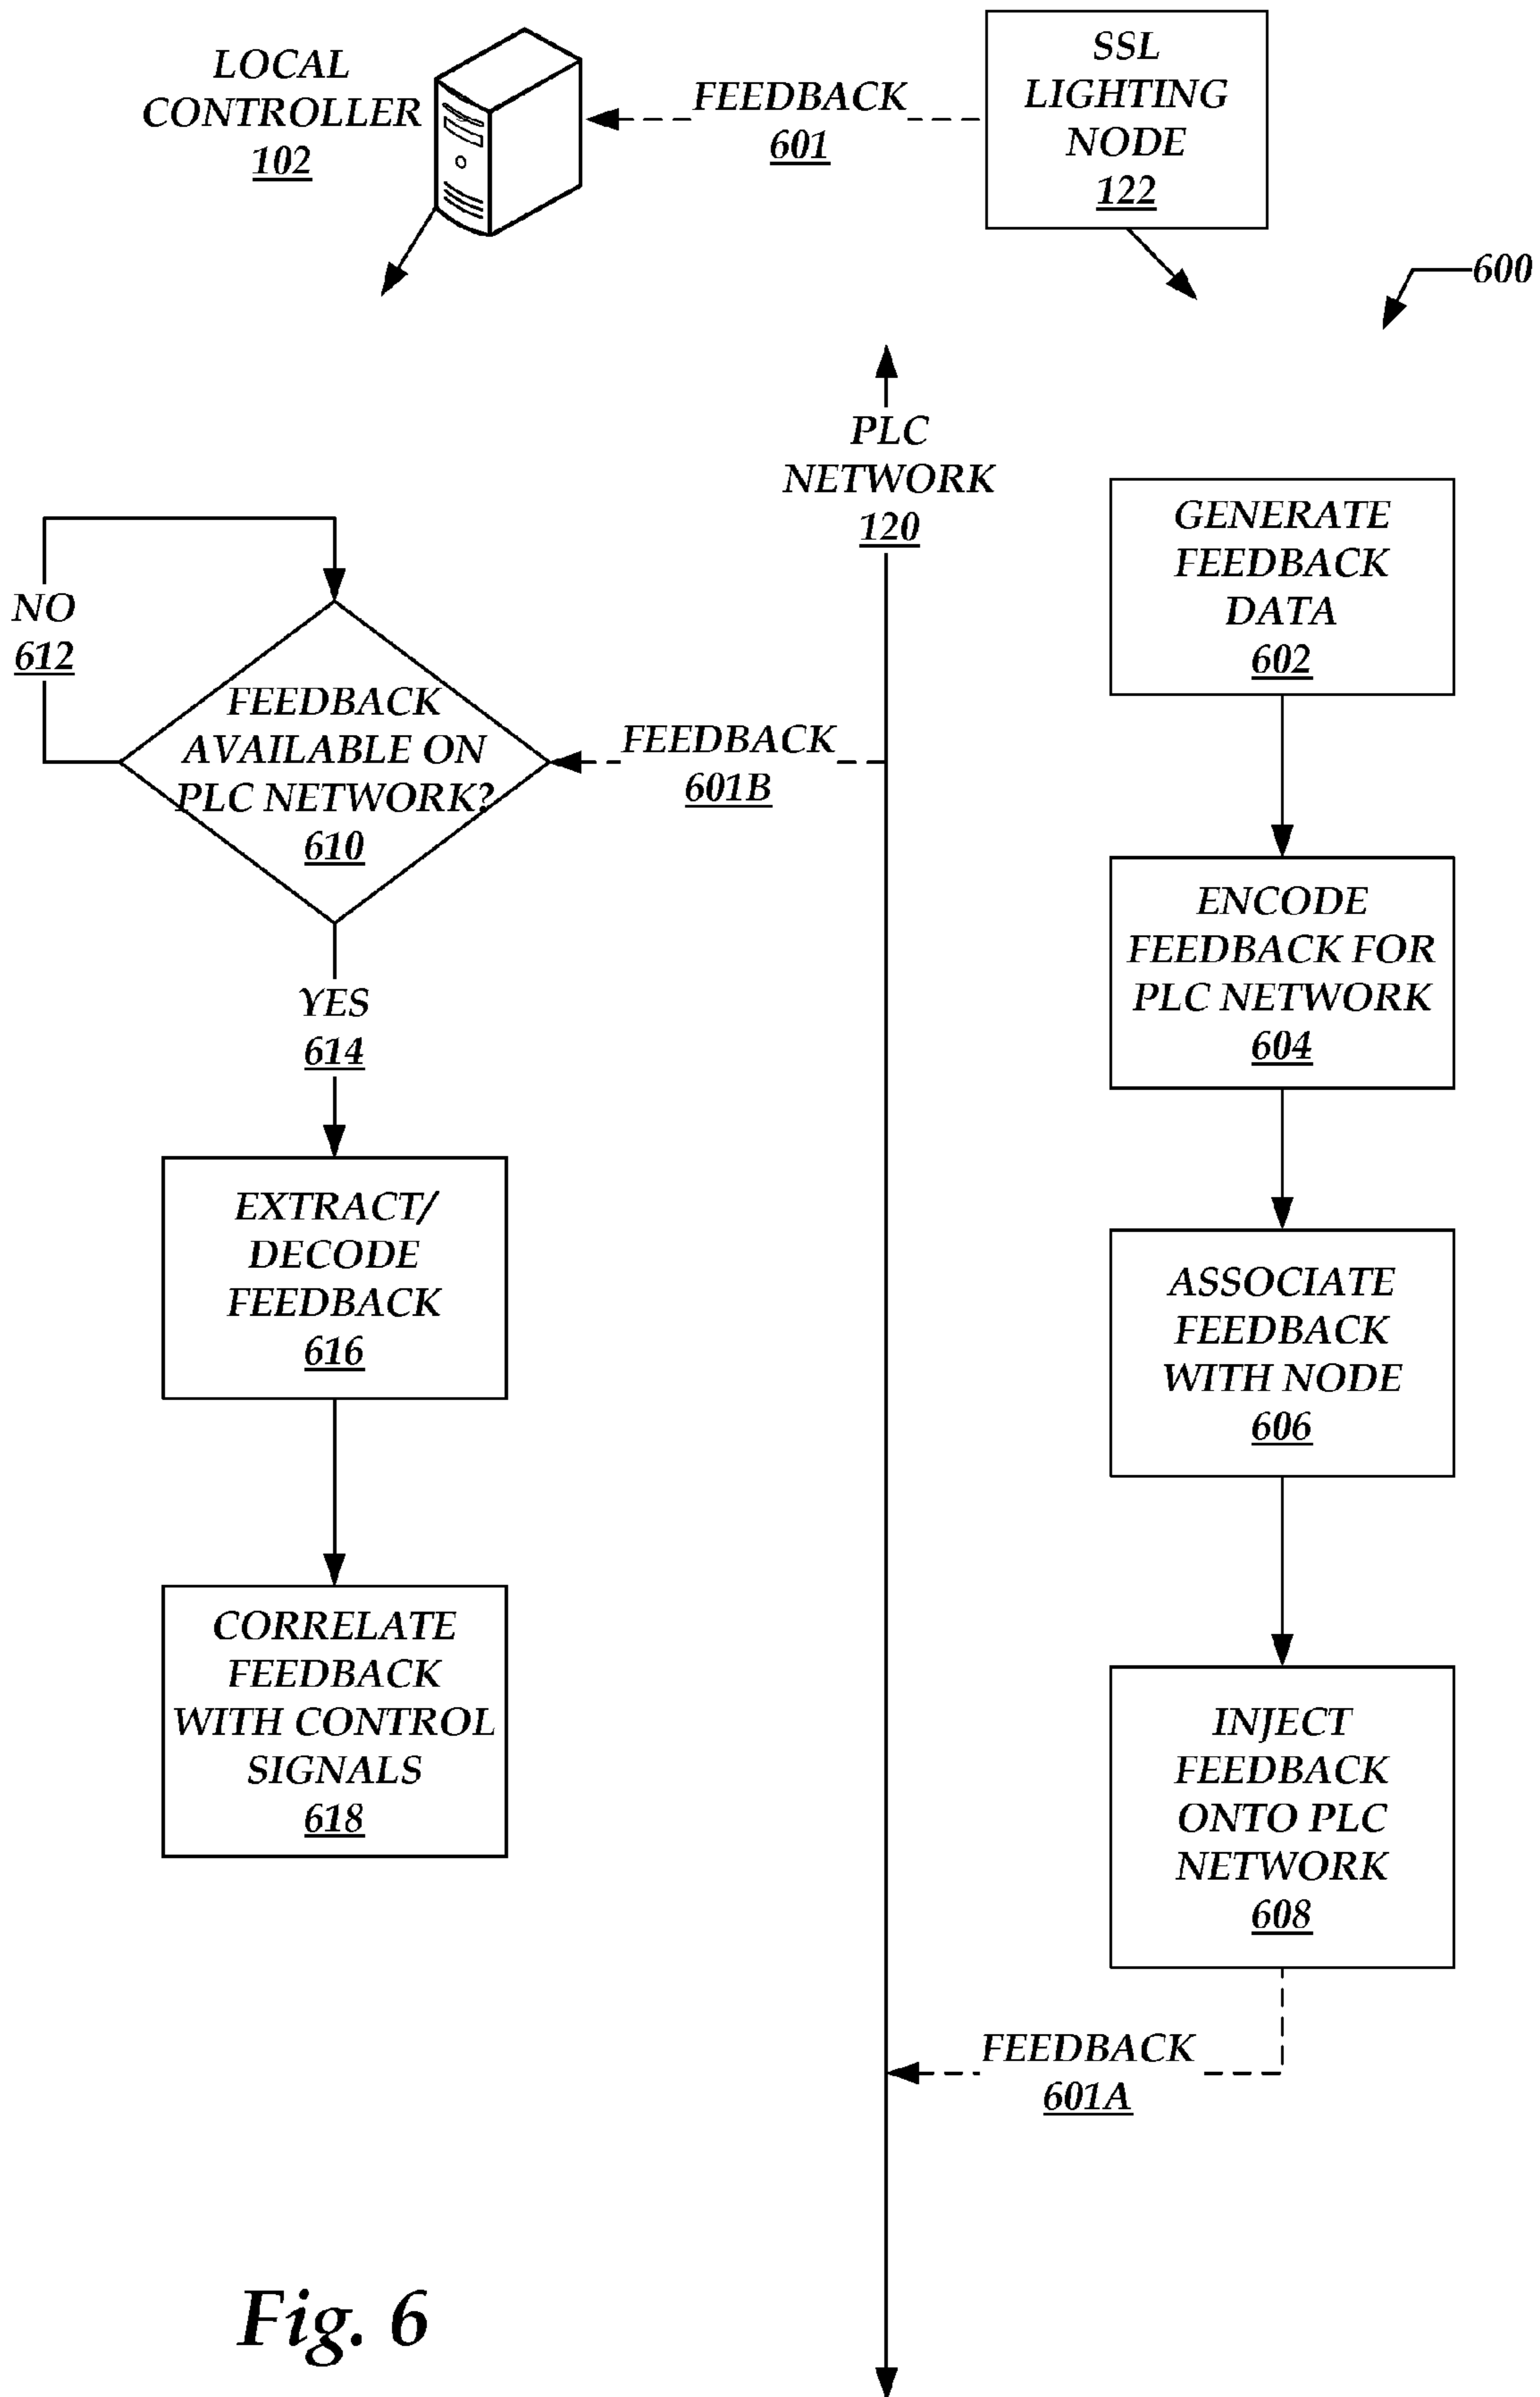 LOCAL
CONTROLLER
102
FEEDBACK
601
SSL
LIGHTING
NODE
122
600
PLC
NETWORK
120
GENERATE
FEEDBACK
DATA
602
NO
612
FEEDBACK
AVAILABLE ON
PLC NETWORK?
610
FEEDBACK
601B
ENCODE
FEEDBACK FOR
PLC NETWORK
604
YES
614
EXTRACT/
DECODE
FEEDBACK
616
ASSOCIATE
FEEDBACK
WITH NODE
606
CORRELATE
FEEDBACK
WITH CONTROL
SIGNALS
618
INJECT
FEEDBACK
ONTO PLC
NETWORK
608
FEEDBACK
601A
Fig. 6